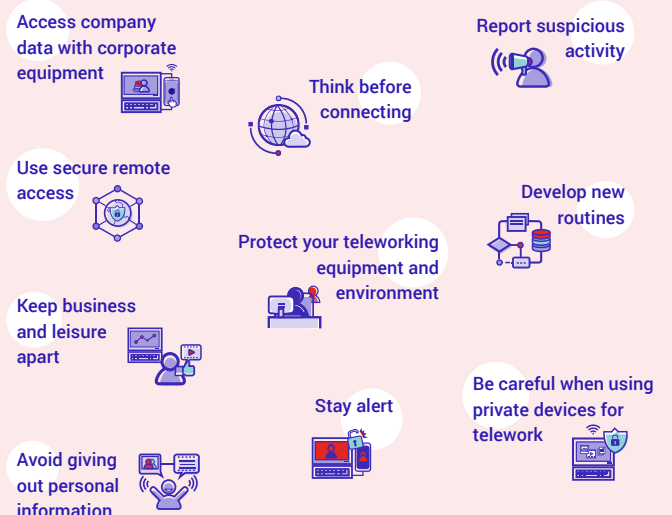 Access company
data with corporate
equipment
Think before
connecting
Report suspicious
activity
Use secure remote
access
Protect your teleworking
equipment and
environment
Develop new
routines
Keep business
and leisure
apart
Stay alert
Be careful when using
private devices for
telework
Avoid giving
out personal
information